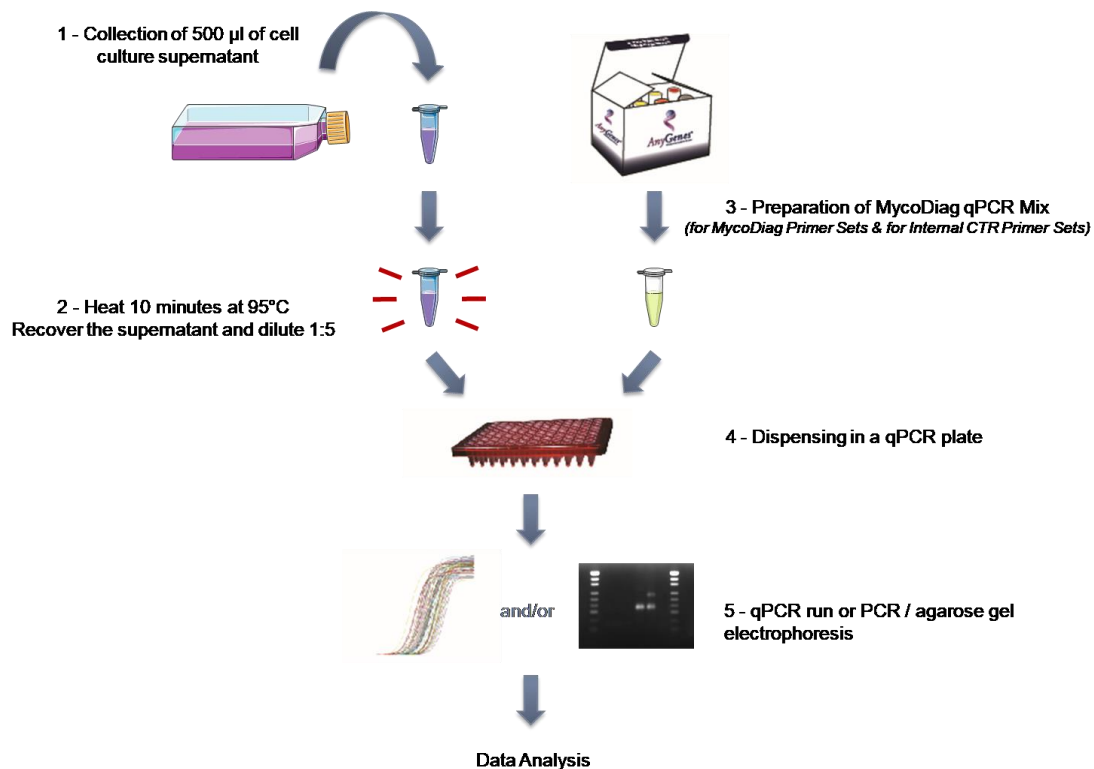 1 - Collection of 500 µl of cell
culture supernatant
AnyGenes
AnyGenes
3 - Preparation of MycoDiag qPCR Mix
(for MycoDiag Primer Sets & for Internal CTR Primer Sets)
2 - Heat 10 minutes at 95°C
Recover the supernatant and dilute 1:5
4 - Dispensing in a qPCR plate
and/or
5 - qPCR run or PCR / agarose gel
electrophoresis
Data Analysis